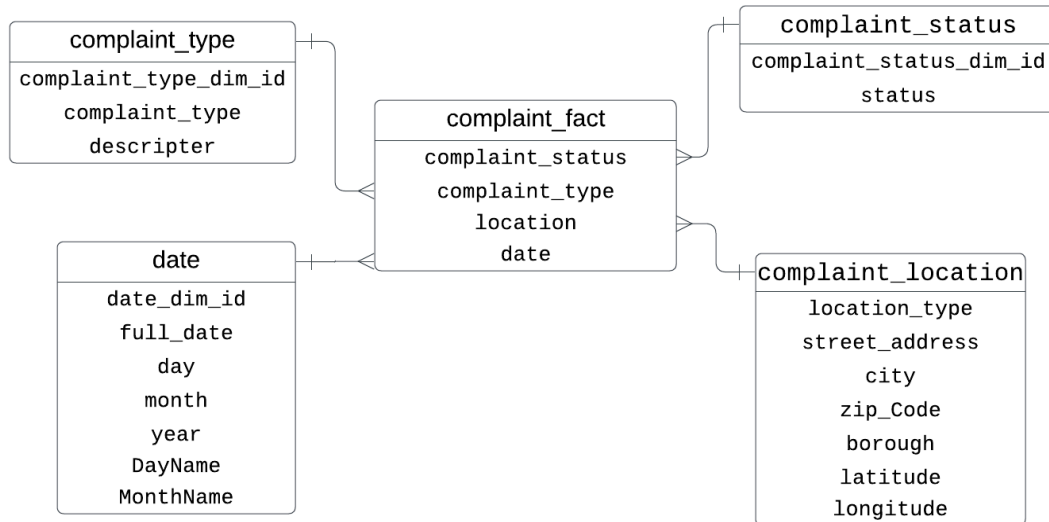 complaint_type
complaint_type_dim_id
complaint_type
descripter
complaint_status
complaint_status_dim_id
status
complaint_fact
complaint_status
complaint_type
location
date
date
date_dim_id
full_date
day
month
year
DayName
MonthName
complaint_location
location_type
street_address
city
zip_Code
borough
latitude
longitude